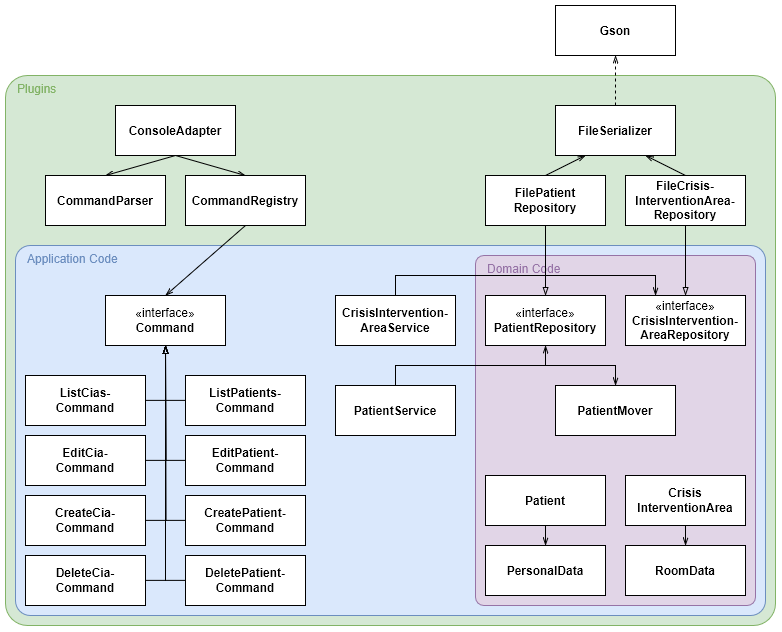 Gson
Plugins
ConsoleAdapter
FileSerializer
CommandParser
CommandRegistry
FilePatient
Repository
FileCrisis-
InterventionArea-
Repository
Application Code
Domain Code
«interface»
Command
CrisisIntervention-
AreaService
«interface»
PatientRepository
«interface»
CrisisIntervention-
AreaRepository
ListCias-
Command
ListPatients-
Command
PatientService
PatientMover
EditCia-
Command
EditPatient-
Command
CreateCia-
Command
CreatePatient-
Command
Patient
Crisis
InterventionArea
DeleteCia-
Command
DeletePatient-
Command
PersonalData
RoomData